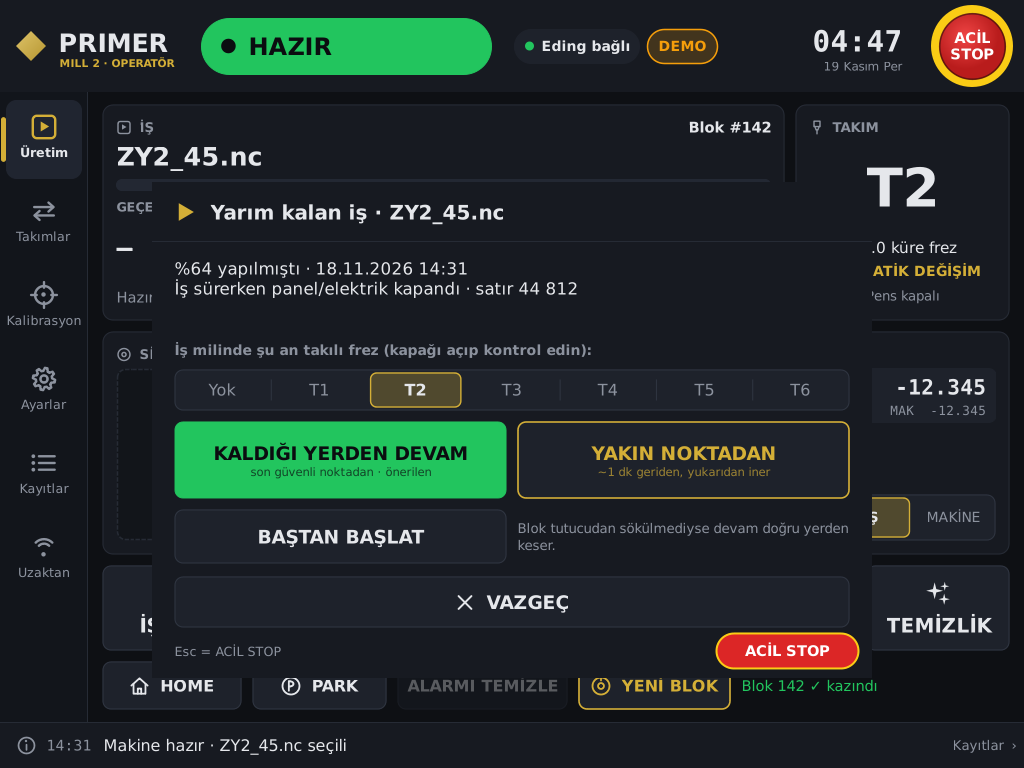 PRIMER
MILL 2 · OPERATÖR
HAZIR
Eding bağlı
DEMO
04:47
19 Kasım Per
ACİL
STOP
Üretim
Takımlar
Kalibrasyon
Ayarlar
Kayıtlar
Uzaktan
İŞ
Blok #142
ZY2_45.nc
GEÇE
–
Hazır
TAKIM
T2
.0 küre frez
ATİK DEĞİŞİM
Pens kapalı
Yarım kalan iş · ZY2_45.nc
%64 yapılmıştı · 18.11.2026 14:31
İş sürerken panel/elektrik kapandı · satır 44 812
İş milinde şu an takılı frez (kapağı açıp kontrol edin):
Yok T1 T2 T3 T4 T5 T6
KALDIĞI YERDEN DEVAM
son güvenli noktadan · önerilen
YAKIN NOKTADAN
~1 dk geriden, yukarıdan iner
BAŞTAN BAŞLAT
Blok tutucudan sökülmediyse devam doğru yerden
keser.
VAZGEÇ
Esc = ACİL STOP
ACİL STOP
-12.345
MAK -12.345
Ş
MAKİNE
İŞ
TEMİZLİK
HOME
PARK
ALARMI TEMİZLE
YENİ BLOK
Blok 142 ✓ kazındı
14:31 Makine hazır · ZY2_45.nc seçili
Kayıtlar ›